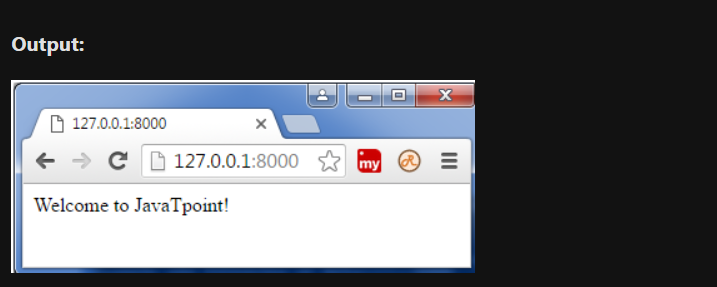 Output:
127.0.0.1:8000
127.0.0.1:8000
my
R
Welcome to JavaTpoint!